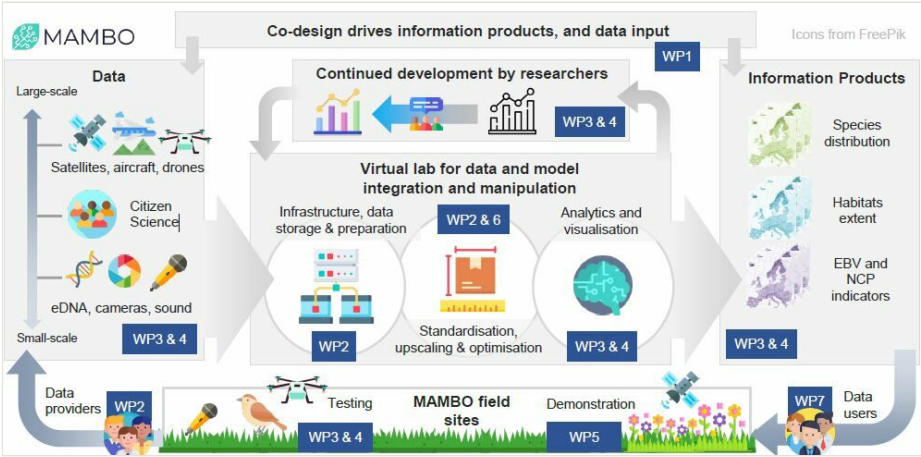 MAMBO
Co-design drives information products, and data input
Icons from FreePik
WP1
Data
Large-scale
Satellites, aircraft, drones
Citizen
Science
eDNA, cameras, sound
Small-scale
WP3 & 4
Continued development by researchers
WP3 & 4
Virtual lab for data and model
integration and manipulation
Infrastructure, data
storage & preparation
WP2
WP2 & 6
Standardisation,
upscaling & optimisation
Analytics and
visualisation
WP3 & 4
Information Products
Species
distribution
Habitats
extent
EBV and
NCP
indicators
WP3 & 4
Data
providers
WP2
Testing
WP3 & 4
MAMBO field
sites
Demonstration
WP5
WP7
Data
users